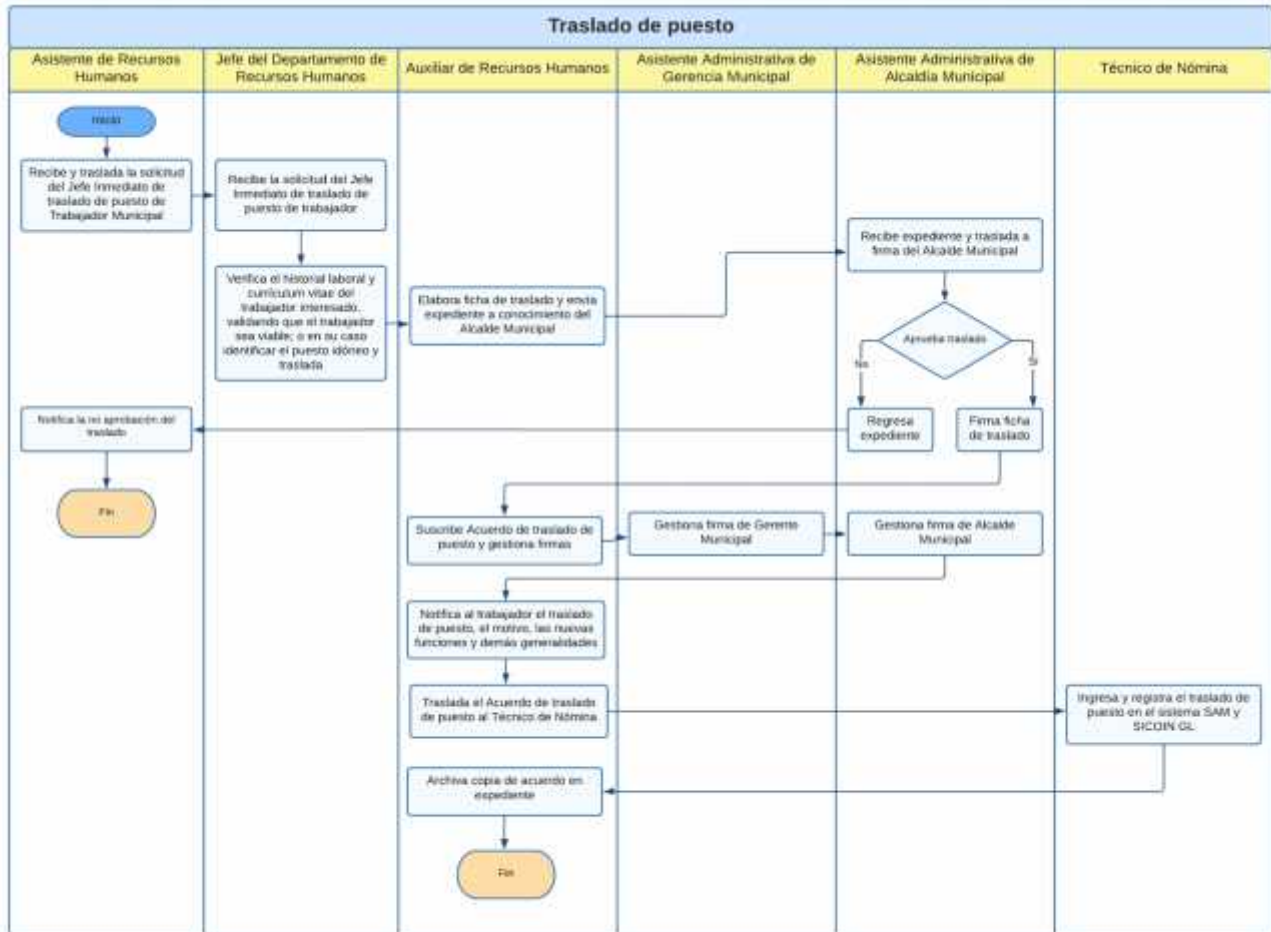 Traslado de puesto
Asistente de Recursos
Humanos
Jefe del Departamento de
Recursos Humanos
Auxiliar de Recursos Humanos
Asistente Administrativa de
Gerencia Municipal
Asistente Administrativa de
Alcaldía Municipal
Técnico de Nómina
Inicio
Recibe y traslada la solicitud
del Jefe Inmediato de
traslado de puesto de
Trabajador Municipal
Recibe la solicitud del Jefe
Inmediato de traslado de
puesto de trabajador
Verifica el historial laboral y
currículum vitae del
trabajador interesado,
validando que el trabajador
sea viable; o en su caso
identificar el puesto idóneo y
traslada
Elabora ficha de traslado y envía
expediente a conocimiento del
Alcalde Municipal
Recibe expediente y traslada a
firma del Alcalde Municipal
Aprueba traslado
No
Si
Regresa
expediente
Firma ficha
de traslado
Notifica la no aprobación del
traslado
Fin
Suscribe Acuerdo de traslado de
puesto y gestiona firmas
Gestiona firma de Gerente
Municipal
Gestiona firma de Alcalde
Municipal
Notifica al trabajador el traslado
de puesto, el motivo, las nuevas
funciones y demás generalidades
Traslada el Acuerdo de traslado
de puesto al Técnico de Nómina
Ingresa y registra el traslado de
puesto en el sistema SAM y
SICOIN GL
Archiva copia de acuerdo en
expediente
Fin